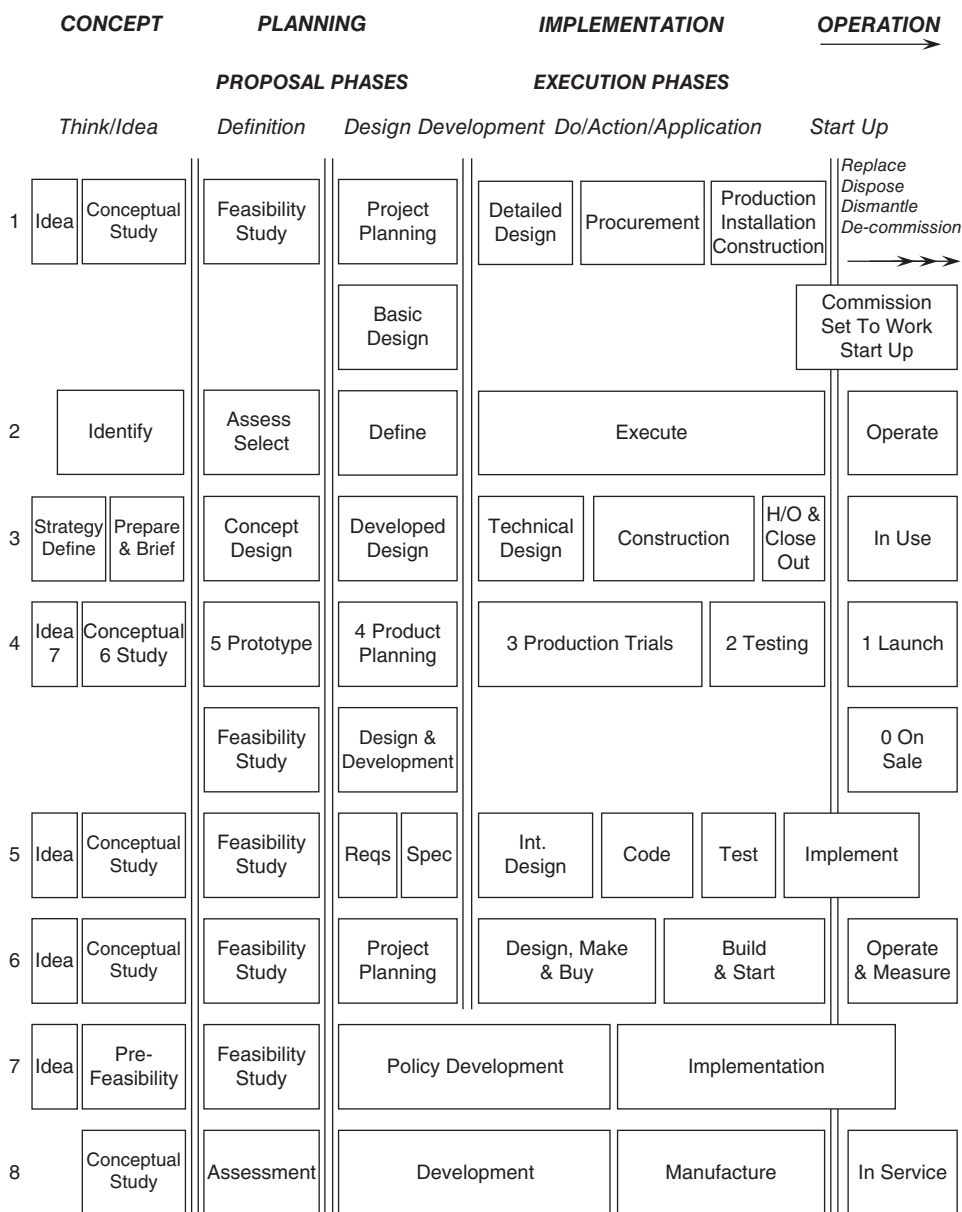 CONCEPT PLANNING IMPLEMENTATION OPERATION
PROPOSAL PHASES EXECUTION PHASES
Think/Idea Definition Design Development Do/Action/Application Start Up
Replace
Dispose
Dismantle
De-commission
1
Idea
Conceptual
Study
Feasibility
Study
Project
Planning
Detailed
Design
Procurement
Production
Installation
Construction
Basic
Design
Commission
Set To Work
Start Up
2
Identify
Assess
Select
Define
Execute
Operate
3
Strategy
Define
Prepare
& Brief
Concept
Design
Developed
Design
Technical
Design
Construction
H/O &
Close
Out
In Use
4
Idea
7
Conceptual
6 Study
5 Prototype
4 Product
Planning
3 Production Trials
2 Testing
1 Launch
Feasibility
Study
Design &
Development
0 On
Sale
5
Idea
Conceptual
Study
Feasibility
Study
Reqs
Spec
Int.
Design
Code
Test
Implement
6
Idea
Conceptual
Study
Feasibility
Study
Project
Planning
Design, Make
& Buy
Build
& Start
Operate
& Measure
7
Idea
Pre-
Feasibility
Feasibility
Study
Policy Development
Implementation
8
Conceptual
Study
Assessment
Development
Manufacture
In Service